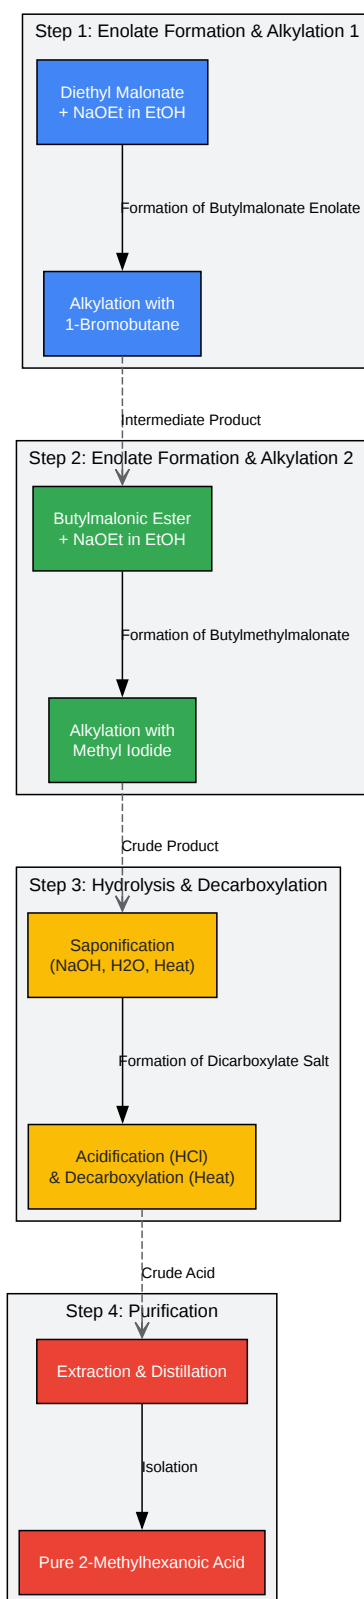 Step 1: Enolate Formation & Alkylation 1
Diethyl Malonate
+ NaOEt in EtOH
Formation of Butylmalonate Enolate
Alkylation with
1-Bromobutane
Intermediate Product
Step 2: Enolate Formation & Alkylation 2
Butylmalonic Ester
+ NaOEt in EtOH
Formation of Butylmethylmalonate
Alkylation with
Methyl Iodide
Crude Product
Step 3: Hydrolysis & Decarboxylation
Saponification
(NaOH, H2O, Heat)
Formation of Dicarboxylate Salt
Acidification (HCl)
& Decarboxylation (Heat)
Crude Acid
Step 4: Purification
Extraction & Distillation
Isolation
Pure 2-Methylhexanoic Acid